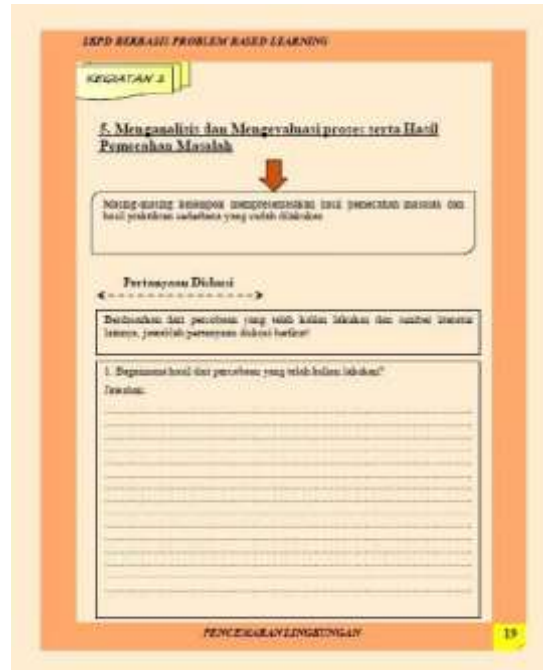 LKPD BERBASIS PROBLEM BASED LEARNING
KEGIATAN
5. Menganalisis dan Mengevaluasi proses serta Hasil
Pemecahan Masalah
Masing-masing kelompok mempresentasikan hasil pemecahan masalah dan
hasil praktikum sederhana yang sudah dilakukan
Pertanyaan Diskusi
Berdasarkan dari percobaan yang telah kalian lakukan dan sumber literatur
lainnya, jawablah pertanyaan diskusi berikut!
1. Bagaimana hasil dari percobaan yang telah kalian lakukan?
Jawaban:
PENCEMARAN LINGKUNGAN
19